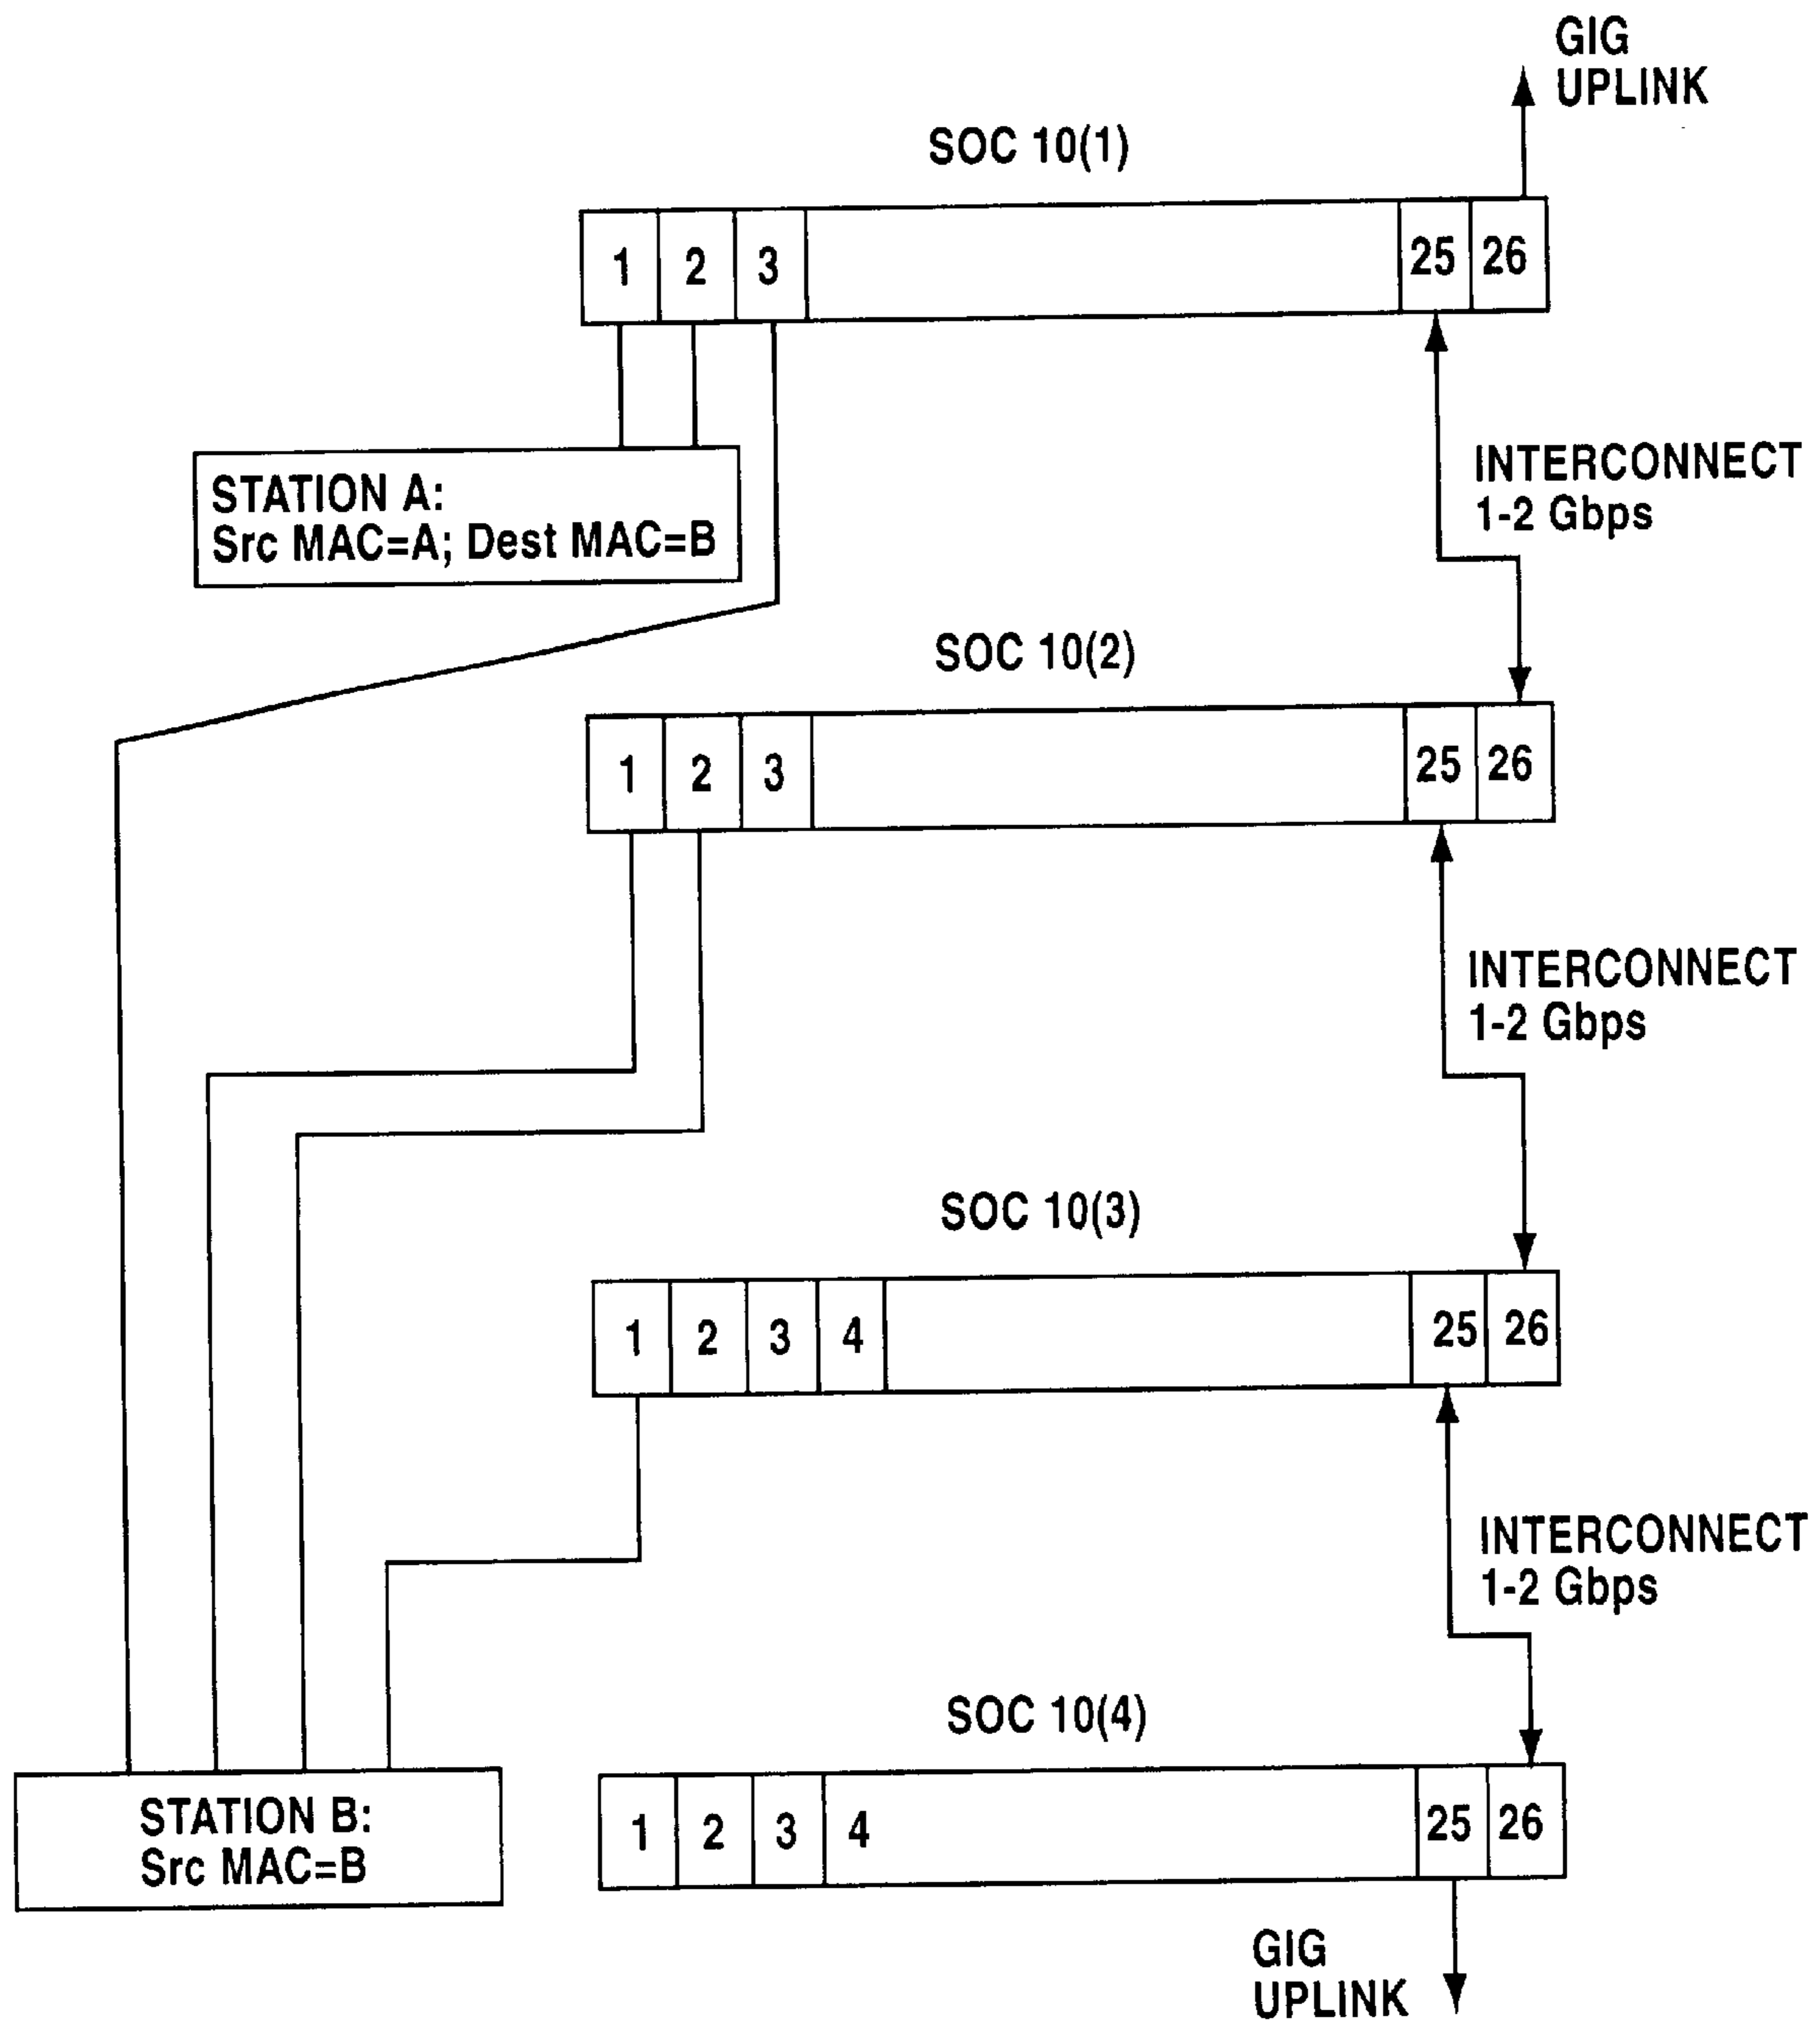 GIG
UPLINK
SOC 10(1)
1 2 3 25 26
INTERCONNECT
1-2 Gbps
STATION A:
Src MAC=A; Dest MAC=B
SOC 10(2)
1 2 3 25 26
INTERCONNECT
1-2 Gbps
SOC 10(3)
1 2 3 4 25 26
INTERCONNECT
1-2 Gbps
SOC 10(4)
1 2 3 4 25 26
STATION B:
Src MAC=B
GIG
UPLINK